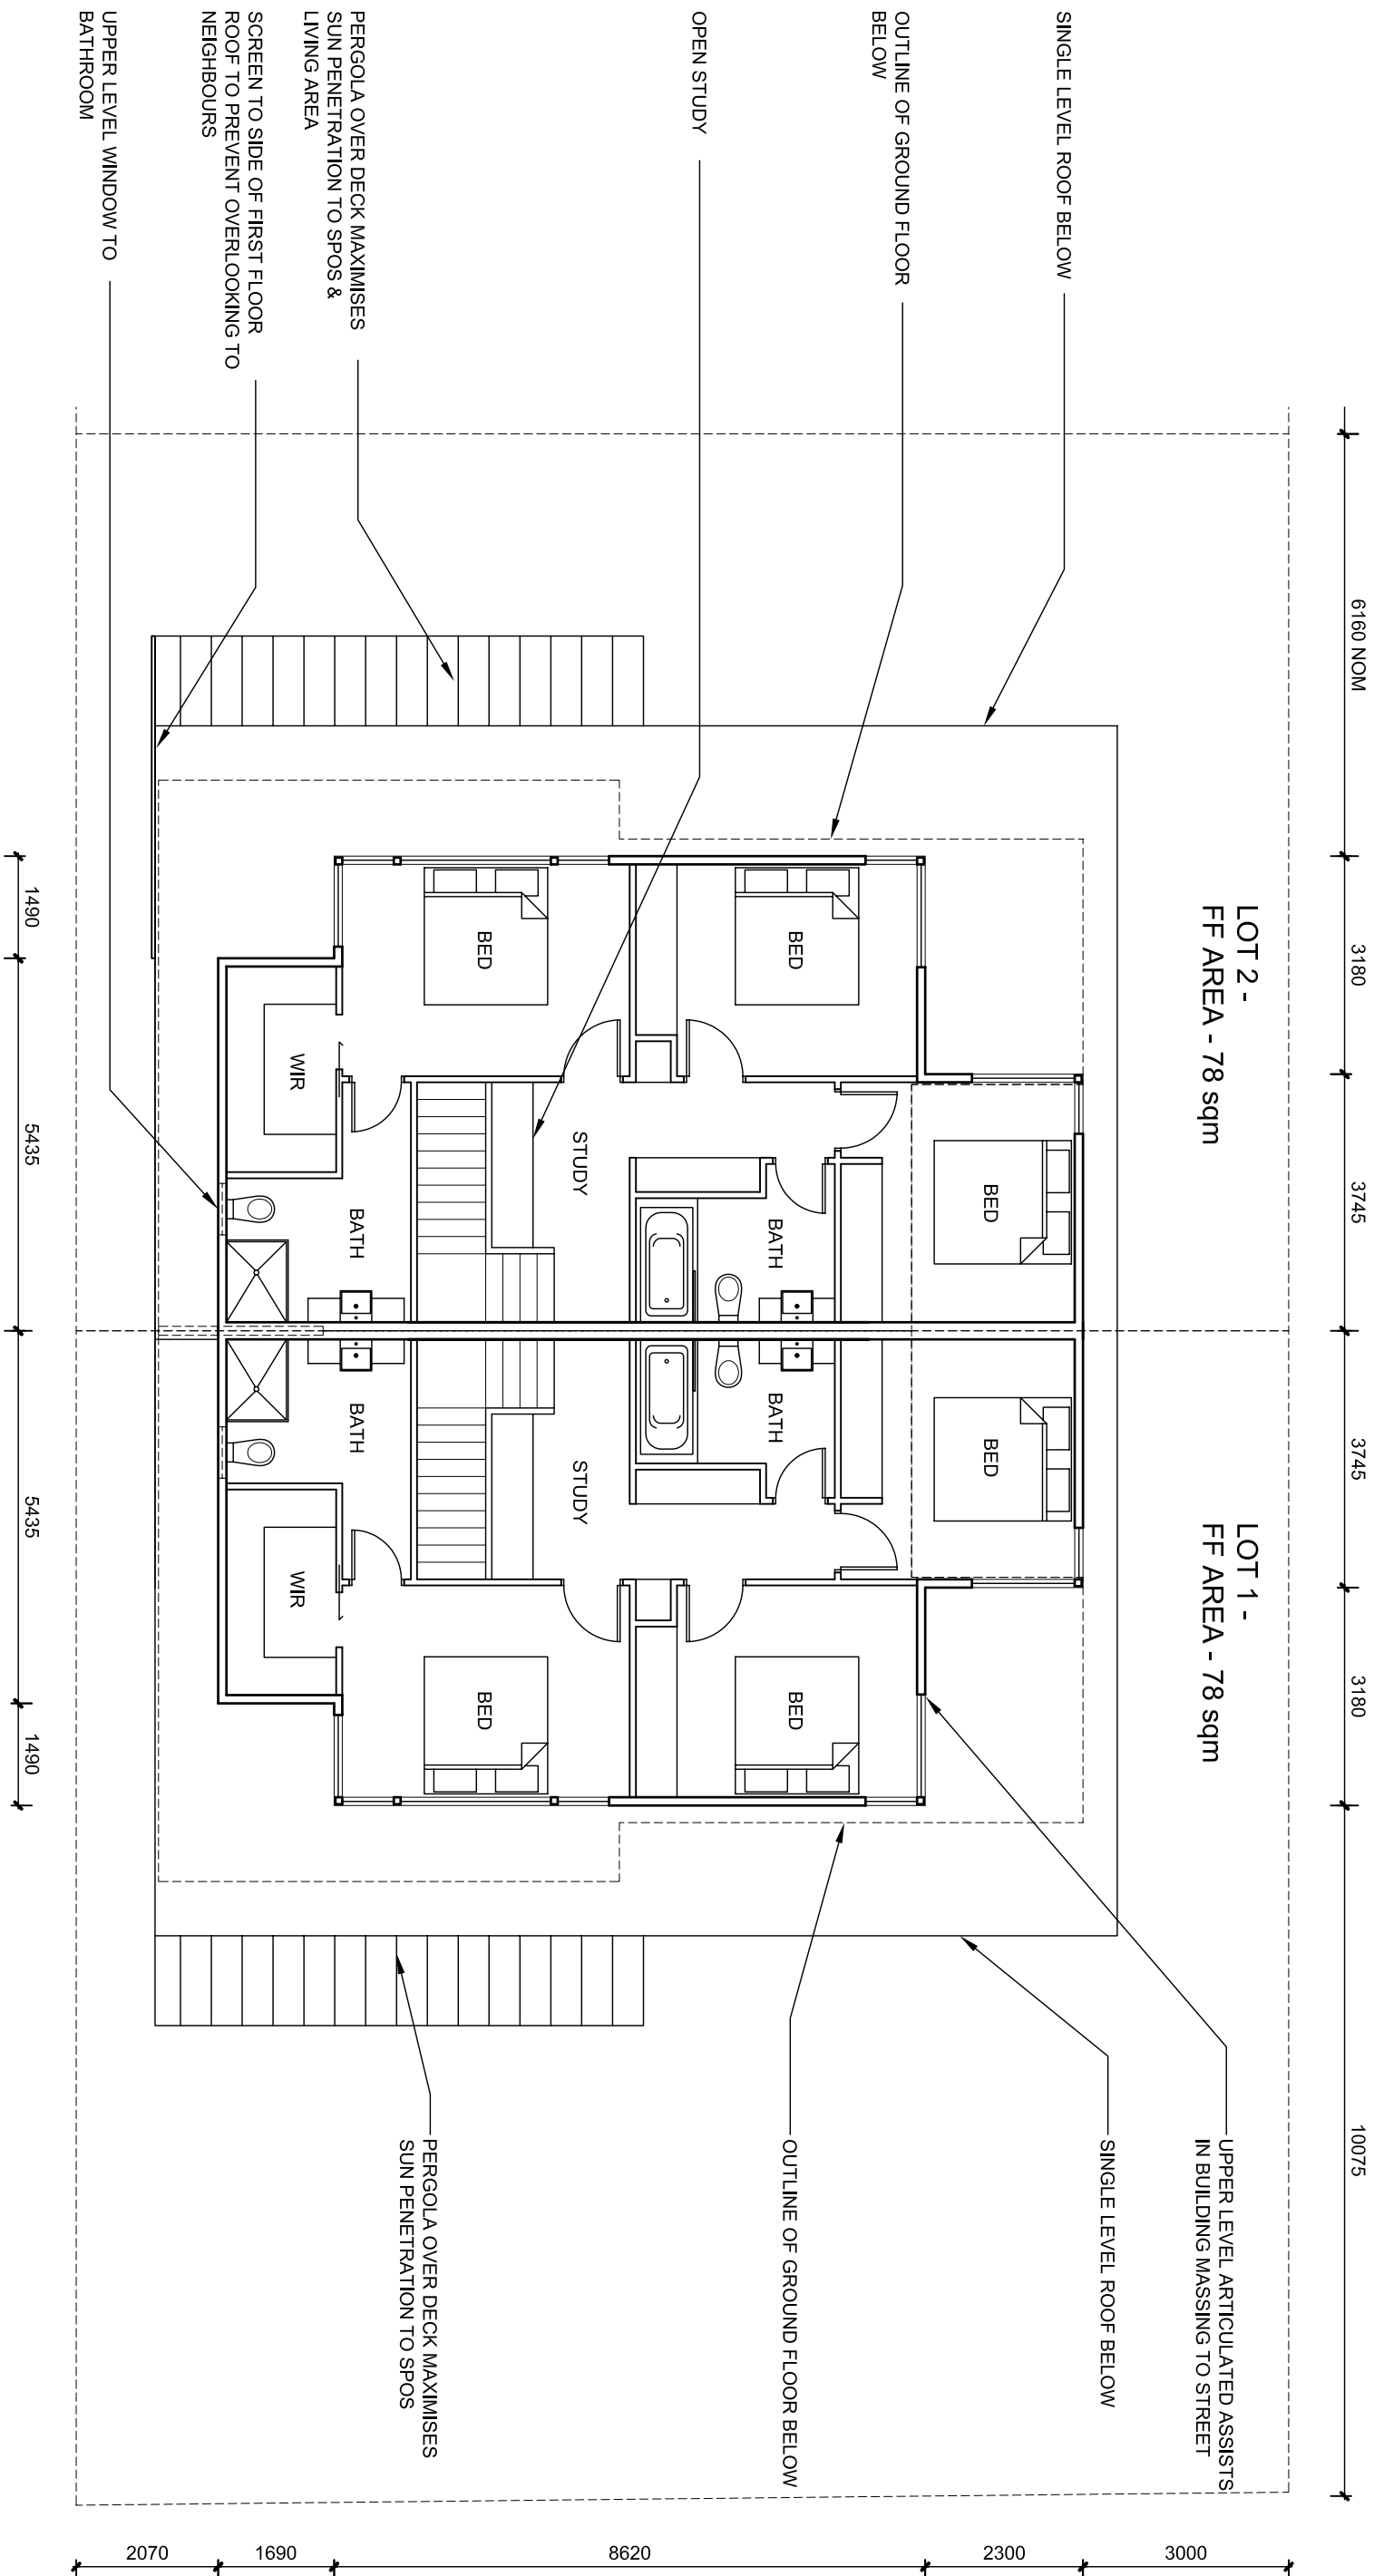 6160 NOM
3180
3745
3745
3180
10075
LOT 2 -
FF AREA - 78 sqm
LOT 1 -
FF AREA - 78 sqm
SINGLE LEVEL ROOF BELOW
OUTLINE OF GROUND FLOOR
BELOW
OPEN STUDY
PERGOLA OVER DECK MAXIMISES
SUN PENETRATION TO SPOS &
LIVING AREA
SCREEN TO SIDE OF FIRST FLOOR
ROOF TO PREVENT OVERLOOKING TO
NEIGHBOURS
UPPER LEVEL WINDOW TO
BATHROOM
BED
BED
BED
BED
BATH
BATH
STUDY
STUDY
BED
BED
BATH
BATH
WIR
WIR
UPPER LEVEL ARTICULATED ASSISTS
IN BUILDING MASSING TO STREET
SINGLE LEVEL ROOF BELOW
OUTLINE OF GROUND FLOOR BELOW
PERGOLA OVER DECK MAXIMISES
SUN PENETRATION TO SPOS
1490
5435
5435
1490
2070
1690
8620
2300
3000